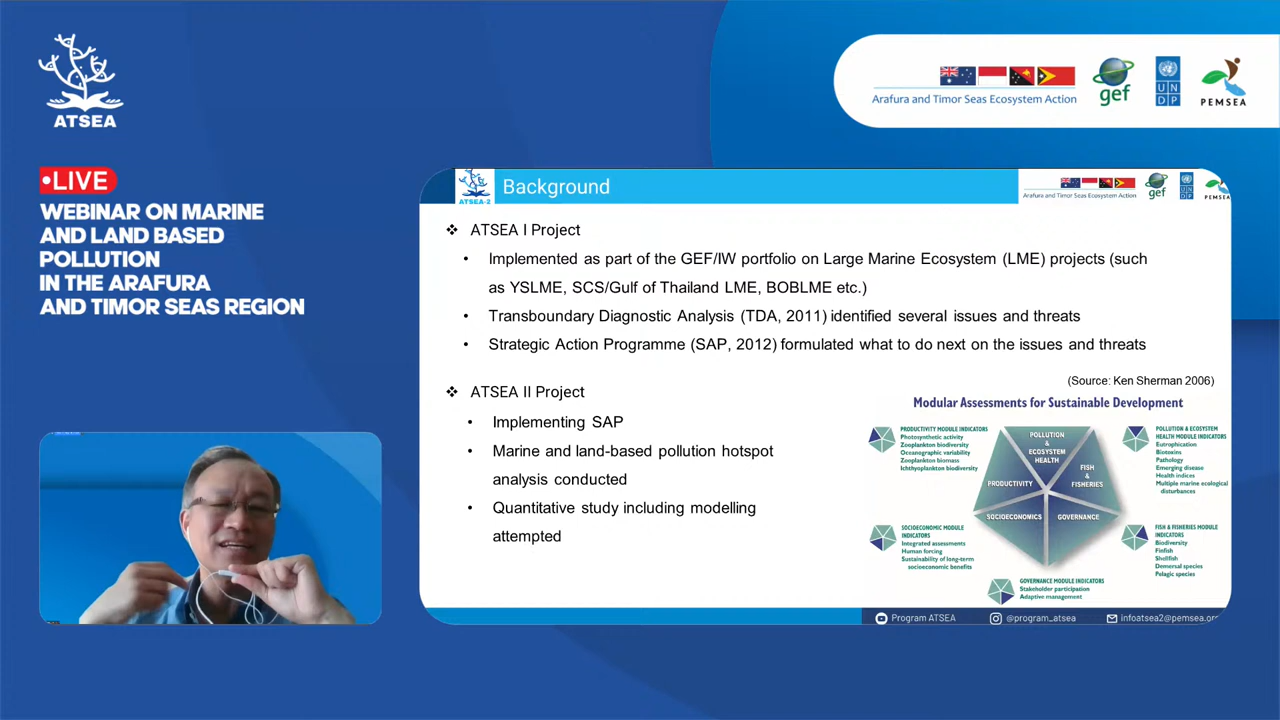 ATSEA
Arafura and Timor Seas Ecosystem Action
gef
UN
DP
PEMSEA
•LIVE
WEBINAR ON MARINE
AND LAND BASED
POLLUTION
IN THE ARAFURA
AND TIMOR SEAS REGION
ATSEA-2
Background
Arafura and Timor Seas Ecosystem Action
gef
UN
DP
PEMSEA
❖ ATSEA I Project
• Implemented as part of the GEF/IW portfolio on Large Marine Ecosystem (LME) projects (such
as YSLME, SCS/Gulf of Thailand LME, BOBLME etc.)
• Transboundary Diagnostic Analysis (TDA, 2011) identified several issues and threats
• Strategic Action Programme (SAP, 2012) formulated what to do next on the issues and threats
❖ ATSEA II Project
• Implementing SAP
• Marine and land-based pollution hotspot
analysis conducted
• Quantitative study including modelling
attempted
(Source: Ken Sherman 2006)
Modular Assessments for Sustainable Development
PRODUCTIVITY MODULE INDICATORS
Photosynthetic activity
Zooplankton biodiversity
Oceanographic variability
Zooplankton biomass
Ichthyoplankton biodiversity
POLLUTION
&
ECOSYSTEM
HEALTH
FISH
&
FISHERIES
PRODUCTIVITY
SOCIOECONOMICS
GOVERNANCE
POLLUTION & ECOSYSTEM
HEALTH MODULE INDICATORS
Eutrophication
Biotoxins
Pathology
Emerging disease
Health indices
Multiple marine ecological
disturbances
SOCIOECONOMIC MODULE
INDICATORS
Integrated assessments
Human forcing
Sustainability of long-term
socioeconomic benefits
FISH & FISHERIES MODULE
INDICATORS
Biodiversity
Finfish
Shellfish
Demersal species
Pelagic species
GOVERNANCE MODULE INDICATORS
Stakeholder participation
Adaptive management
Program ATSEA
@program_atsea
infoatsea2@pemsea.org